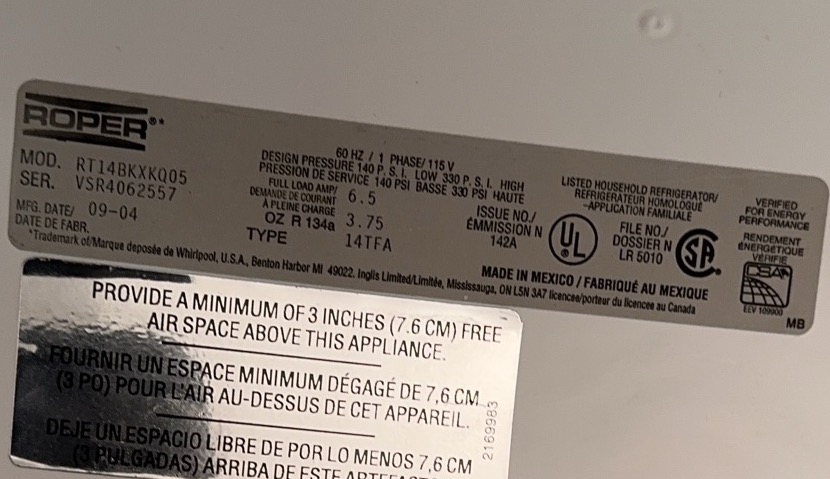 ROPER®*
MOD. RT14BKXKQ05
SER. VSR4062557
MFG. DATE/ 09-04
DATE DE FABR.
60 HZ / 1 PHASE/ 115 V
DESIGN PRESSURE 140 P. S. I. LOW 330 P. S. I. HIGH
PRESSION DE SERVICE 140 PSI BASSE 330 PSI HAUTE
FULL LOAD AMP/ 6.5
DEMANDE DE COURANT
À PLEINE CHARGE
OZ R 134a 3.75
TYPE 14TFA
ISSUE NO./
ÉMMISSION N
142A
LISTED HOUSEHOLD REFRIGERATOR/
RÉFRIGÉRATEUR HOMOLOGUÉ
-APPLICATION FAMILIALE
UL
®
FILE NO./
DOSSIER N
LR 5010
SA
VERIFIED
FOR ENERGY
PERFORMANCE
RENDEMENT
ÉNERGÉTIQUE
VÉRIFIÉ
CSA
EEV 109900
MB
MADE IN MEXICO / FABRIQUÉ AU MEXIQUE
*Trademark of/Marque deposée de Whirlpool, U.S.A., Benton Harbor MI 49022. Inglis Limited/Limitée, Mississauga, ON L5N 3A7 licencee/porteur du licencee au Canada
PROVIDE A MINIMUM OF 3 INCHES (7.6 CM) FREE
AIR SPACE ABOVE THIS APPLIANCE.
FOURNIR UN ESPACE MINIMUM DÉGAGÉ DE 7,6 CM
(3 PO) POUR L'AIR AU-DESSUS DE CET APPAREIL.
DEJE UN ESPACIO LIBRE DE POR LO MENOS 7,6 CM
(3 PULGADAS) ARRIBA DE ESTE
2169983